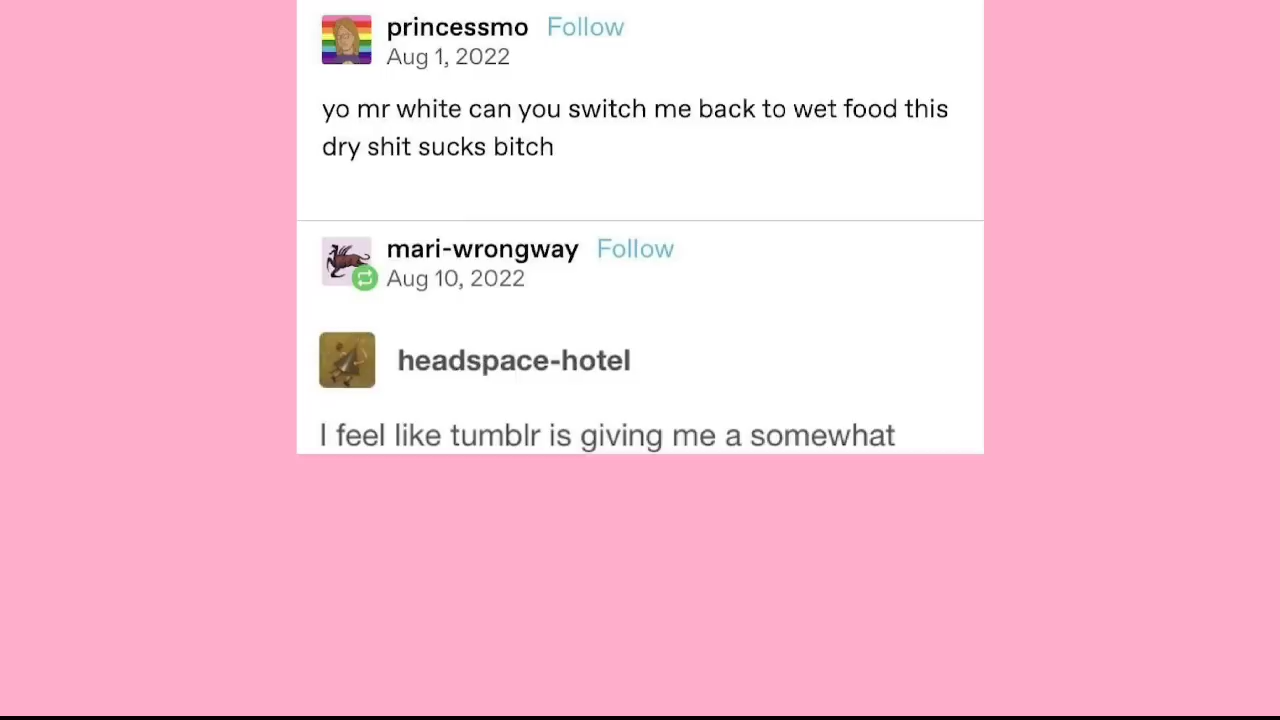 princessmo Follow
Aug 1, 2022
yo mr white can you switch me back to wet food this
dry shit sucks bitch
mari-wrongway Follow
Aug 10, 2022
headspace-hotel
I feel like tumblr is giving me a somewhat